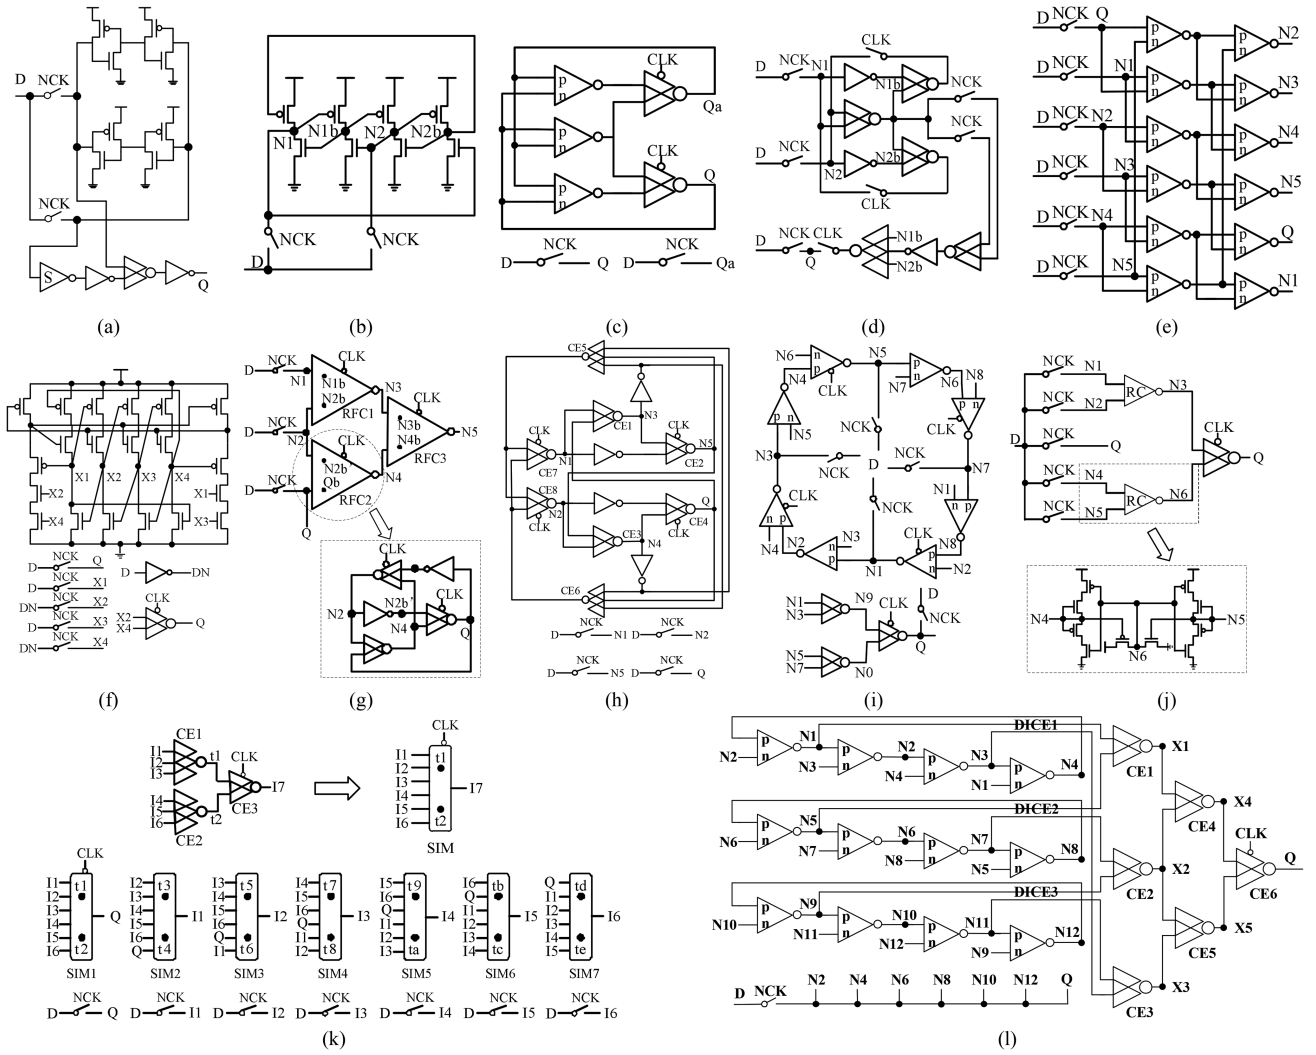 D NCK
NCK
S
Q
(a)
N1 N1b N2 N2b
NCK NCK
D
(b)
p n
p n
p n
CLK
Qa
CLK
Q
NCK NCK
D Q D Qa
(c)
CLK
D NCK N1
N1b
NCK
NCK
D NCK
N2
N2b
CLK
D NCK CLK
Q
N1b
N2b
(d)
D NCK Q
p n
p n
N2
D NCK N1
p n
p n
N3
D NCK N2
p n
p n
N4
D NCK N3
p n
p n
N5
D NCK N4
p n
p n
Q
D NCK N5
p n
p n
N1
(e)
X1 X2 X3 X4
X2 X1
X4 X3
NCK
D Q
NCK
D X1
NCK
DN X2
NCK
D X3
NCK
DN X4
D DN
CLK
X2
X4
Q
(f)
D NCK N1
CLK
N1b
N2b
RFC1
N3
CLK
D NCK N2
N3b
N4b
RFC3
N5
CLK
N2b'
Qb
RFC2
N4
D NCK
Q
CLK
N2 N2b' CLK
N4
Q
(g)
CE5
CE1
N3
CLK
CE7
N1
CLK
CE2
N5
CE8
CLK
N2
CE3
N4
CLK
CE4
Q
CE6
NCK NCK
D N1 D N2
NCK NCK
D N5 D Q
(h)
N6 n p CLK N5
p n N7 N6 N8
N4 p n N5
p n CLK
NCK
N3 NCK D NCK N7
CLK n p N4 N2
NCK
N1 n p
N3 n p N1
CLK N8 n p N2
D NCK
N1
N3
N9
CLK
Q
N5
N7
N0
(i)
NCK N1
NCK N2
RC N3
D NCK Q
CLK
Q
NCK N4
NCK N5
RC N6
N4 N6 N5
(j)
CE1
I1
I2
I3
t1
CLK
I7
CE3
I4
I5
I6
t2
CE2
CLK
I1
I2
I3
I4
I5
I6
t1
t2
I7
SIM
CLK
I1 I2 I3 I4 I5 I6 t1 t2 Q
I2 I3 I4 I5 I6 Q t3 t4 I1
I3 I4 I5 I6 Q I1 t5 t6 I2
I4 I5 I6 Q I1 I2 t7 t8 I3
I5 I6 Q I1 I2 I3 t9 ta I4
I6 Q I1 I2 I3 I4 tb tc I5
Q I1 I2 I3 I4 I5 td te I6
SIM1 SIM2 SIM3 SIM4 SIM5 SIM6 SIM7
NCK NCK NCK NCK NCK NCK NCK
D Q D I1 D I2 D I3 D I4 D I5 D I6
(k)
DICE1
N2 p n N1
N3 p n N2
N4 p n N3
N1 p n N4
CE1 X1
DICE2
N6 p n N5
N7 p n N6
N8 p n N7
N5 p n N8
CE2 X2
DICE3
N10 p n N9
N11 p n N10
N12 p n N11
N9 p n N12
CE3 X3
CE4 X4
CE5 X5
CLK
CE6 Q
D NCK N2 N4 N6 N8 N10 N12 Q
(l)